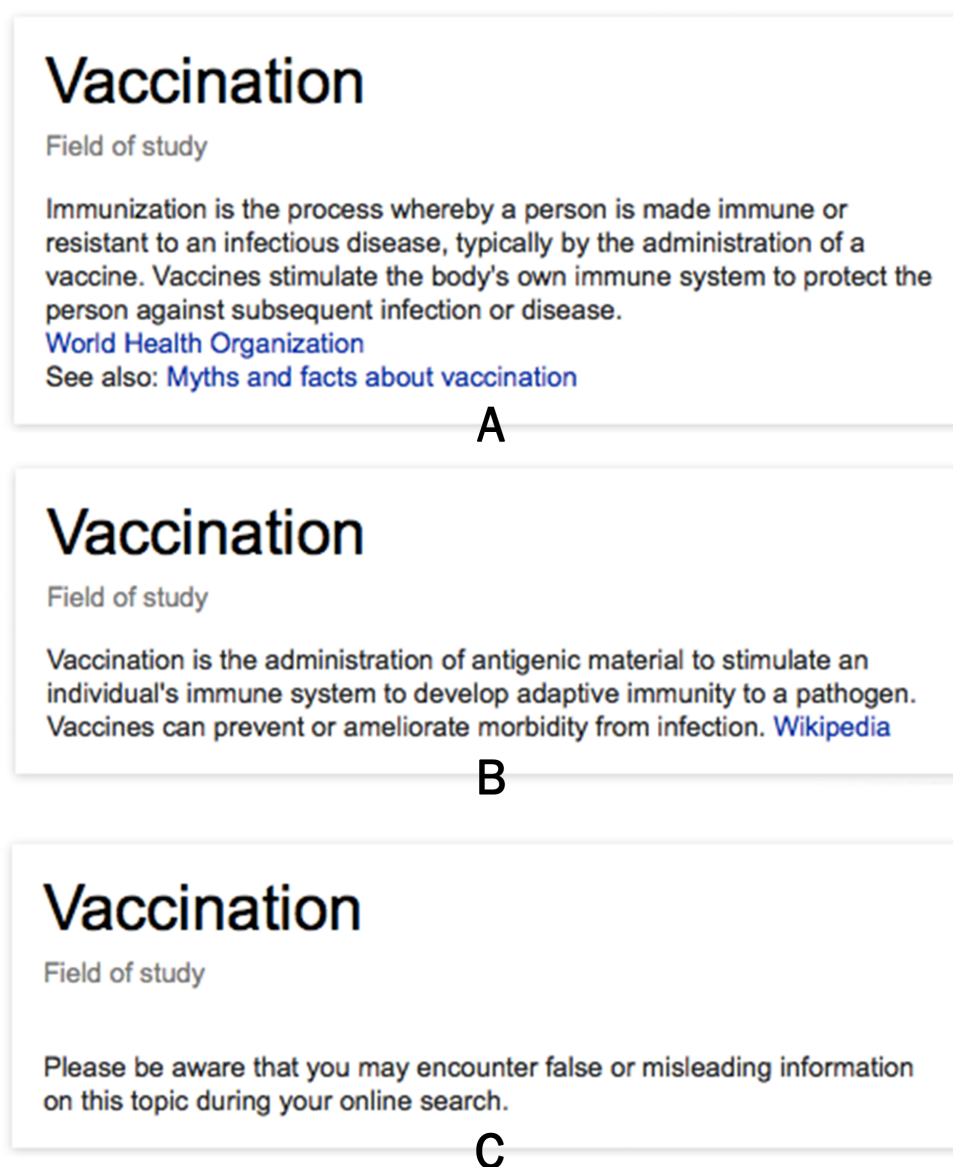 Vaccination
Field of study
Immunization is the process whereby a person is made immune or
resistant to an infectious disease, typically by the administration of a
vaccine. Vaccines stimulate the body's own immune system to protect the
person against subsequent infection or disease.
World Health Organization
See also: Myths and facts about vaccination
A
Vaccination
Field of study
Vaccination is the administration of antigenic material to stimulate an
individual's immune system to develop adaptive immunity to a pathogen.
Vaccines can prevent or ameliorate morbidity from infection. Wikipedia
B
Vaccination
Field of study
Please be aware that you may encounter false or misleading information
on this topic during your online search.
C